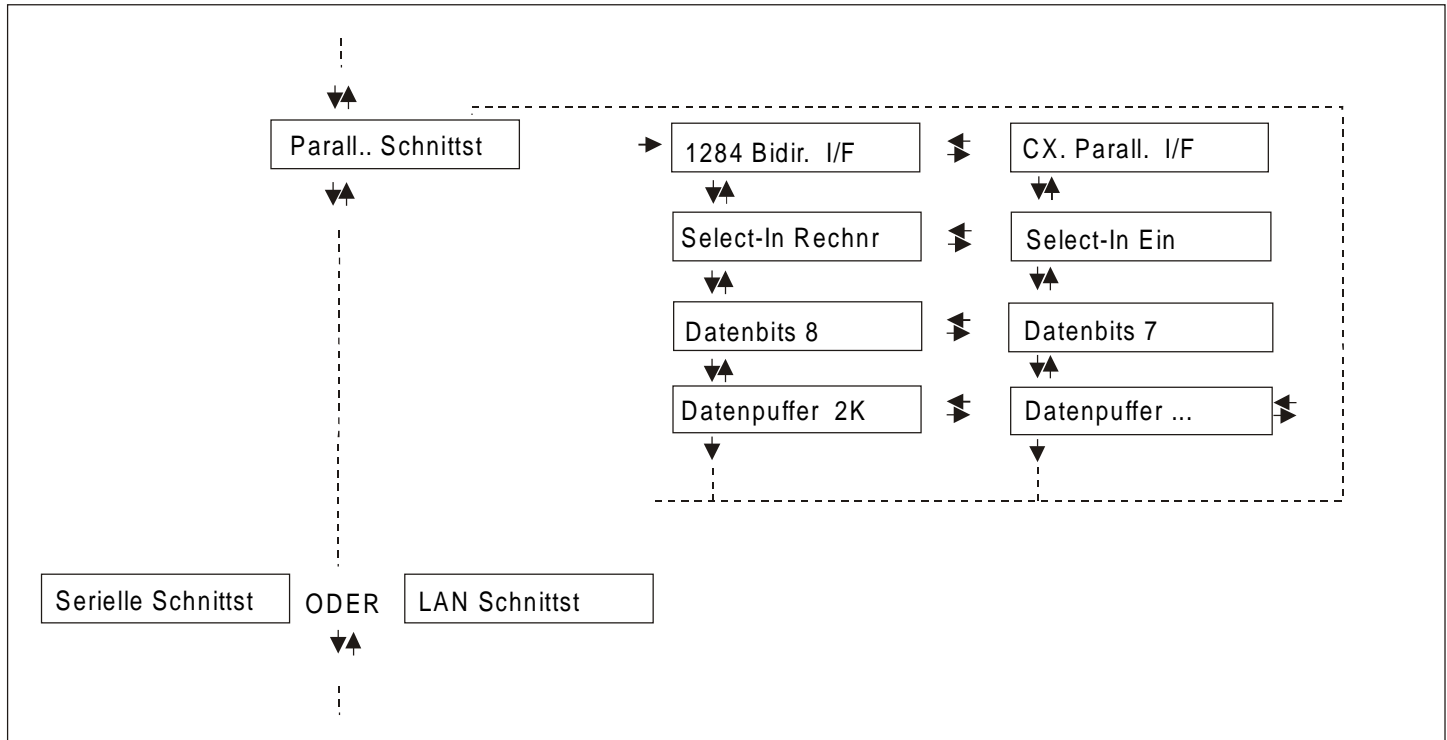 Parall.. Schnittst
1284 Bidir. I/F
CX. Parall. I/F
Select-In Rechnr
Select-In Ein
Datenbits 8
Datenbits 7
Datenpuffer 2K
Datenpuffer ...
Serielle Schnittst
ODER
LAN Schnittst